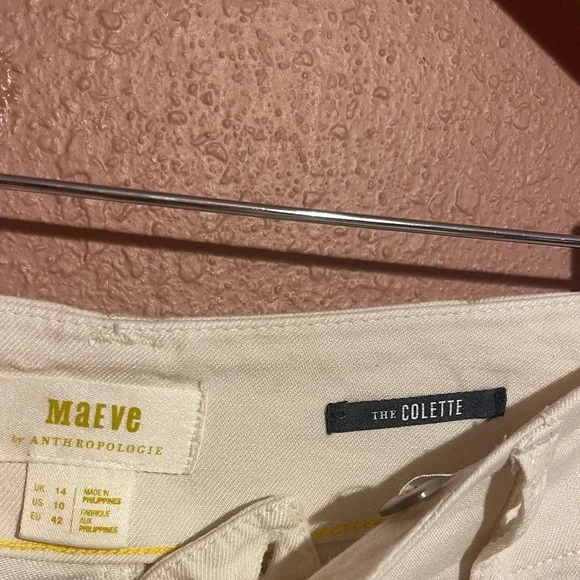 MaEve
by ANTHROPOLOGIE
THE COLETTE
UK 14
US 10
EU 42
MADE IN
PHILIPPINES
FABRIQUÉ
AUX
PHILIPPINES